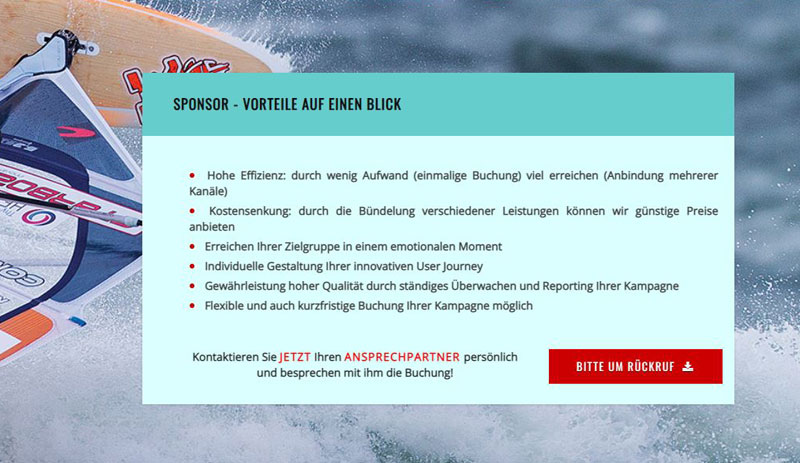 SPONSOR - VORTEILE AUF EINEN BLICK
• Hohe Effizienz: durch wenig Aufwand (einmalige Buchung) viel erreichen (Anbindung mehrerer
Kanäle)
• Kostensenkung: durch die Bündelung verschiedener Leistungen können wir günstige Preise
anbieten
• Erreichen Ihrer Zielgruppe in einem emotionalen Moment
• Individuelle Gestaltung Ihrer innovativen User Journey
• Gewährleistung hoher Qualität durch ständiges Überwachen und Reporting Ihrer Kampagne
• Flexible und auch kurzfristige Buchung Ihrer Kampagne möglich
Kontaktieren Sie JETZT Ihren ANSPRECHPARTNER persönlich
und besprechen mit ihm die Buchung!
BITTE UM RÜCKRUF